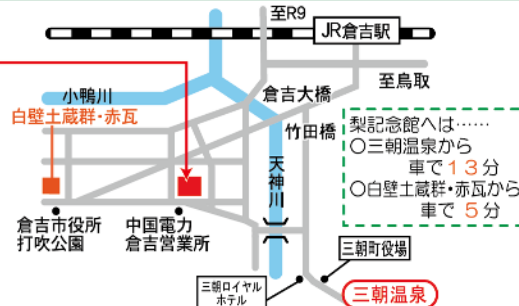 至R9
JR倉吉駅
小鴨川
倉吉大橋
至鳥取
白壁土蔵群・赤瓦
竹田橋
天神川
梨記念館へは……
〇三朝温泉から
車で13分
〇白壁土蔵群・赤瓦から
車で 5分
倉吉市役所
打吹公園
中国電力
倉吉営業所
三朝町役場
三朝ロイヤル
ホテル
三朝温泉